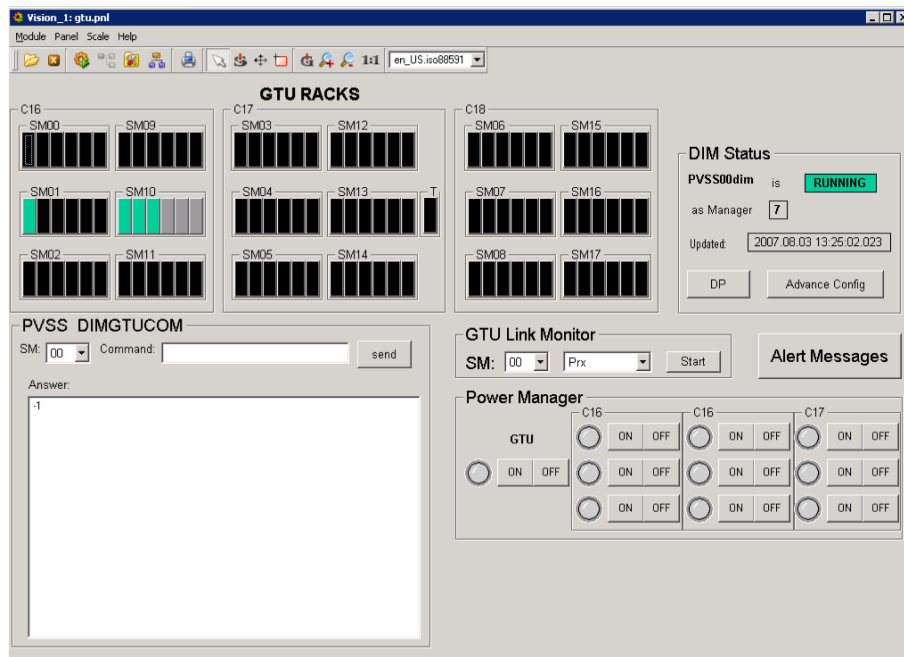 Vision_1: gtu.pnl
Module Panel Scale Help
1:1 en_US.iso88591
GTU RACKS
C16 C17 C18
SM00 SM09 SM03 SM12 SM06 SM15
SM01 SM10 SM04 SM13 T SM07 SM16
SM02 SM11 SM05 SM14 SM08 SM17
DIM Status
PVSS00dim is RUNNING
as Manager 7
Updated: 2007.08.03 13:25:02.023
DP Advance Config
PVSS DIMGTUCOM
SM: 00 Command: send
Answer:
-1
GTU Link Monitor
SM: 00 Prx Start
Alert Messages
Power Manager
C16 C16 C17
GTU
ON OFF
ON OFF ON OFF ON OFF
ON OFF ON OFF ON OFF
ON OFF ON OFF ON OFF